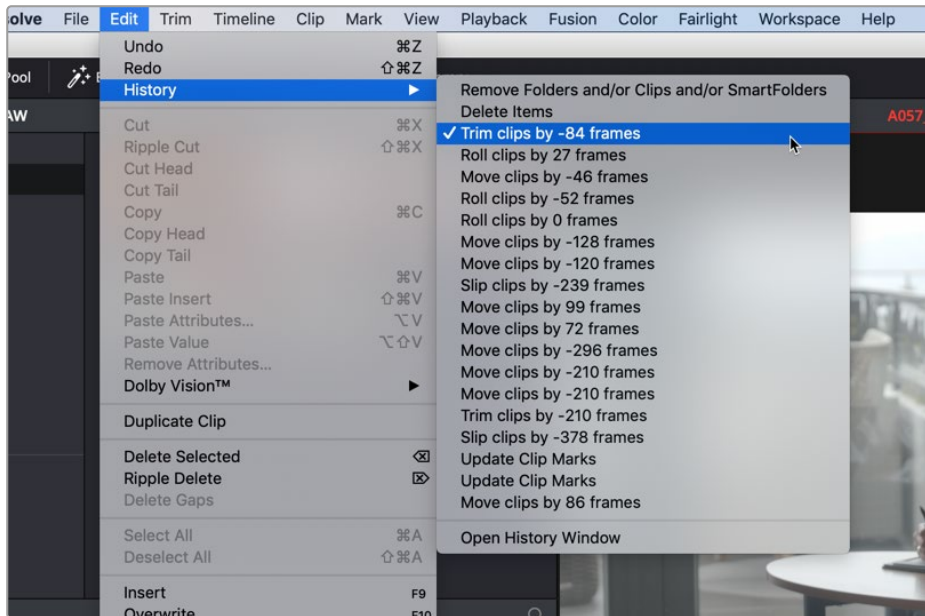 olve File Edit Trim Timeline Clip Mark View Playback Fusion Color Fairlight Workspace Help
Pool
AW
A057
Undo ⌘Z
Redo ⇧⌘Z
History ▶
Cut ⌘X
Ripple Cut ⇧⌘X
Cut Head
Cut Tail
Copy ⌘C
Copy Head
Copy Tail
Paste ⌘V
Paste Insert ⇧⌘V
Paste Attributes... ⌥V
Paste Value ⌥⇧V
Remove Attributes...
Dolby Vision™ ▶
Duplicate Clip
Delete Selected ⌫
Ripple Delete ⌦
Delete Gaps
Select All ⌘A
Deselect All ⇧⌘A
Insert F9
Overwrite F10
Remove Folders and/or Clips and/or SmartFolders
Delete Items
✓ Trim clips by -84 frames
Roll clips by 27 frames
Move clips by -46 frames
Roll clips by -52 frames
Roll clips by 0 frames
Move clips by -128 frames
Move clips by -120 frames
Slip clips by -239 frames
Move clips by 99 frames
Move clips by 72 frames
Move clips by -296 frames
Move clips by -210 frames
Move clips by -210 frames
Trim clips by -210 frames
Slip clips by -378 frames
Update Clip Marks
Update Clip Marks
Move clips by 86 frames
Open History Window